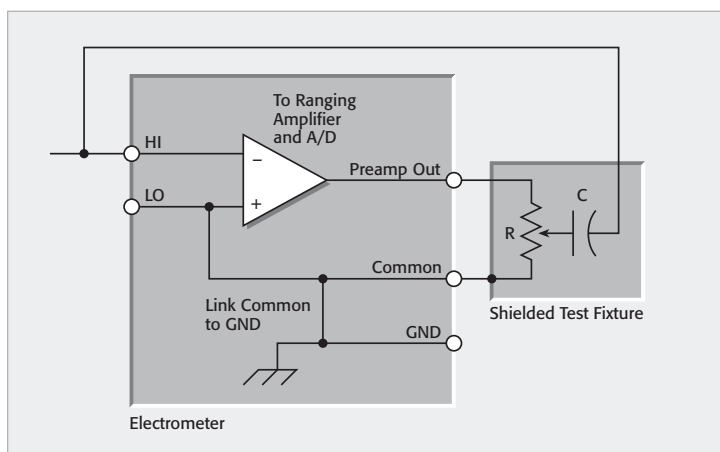 To Ranging
Amplifier
and A/D
HI
−
Preamp Out
C
LO
+
R
Common
Link Common
to GND
Shielded Test Fixture
GND
Electrometer